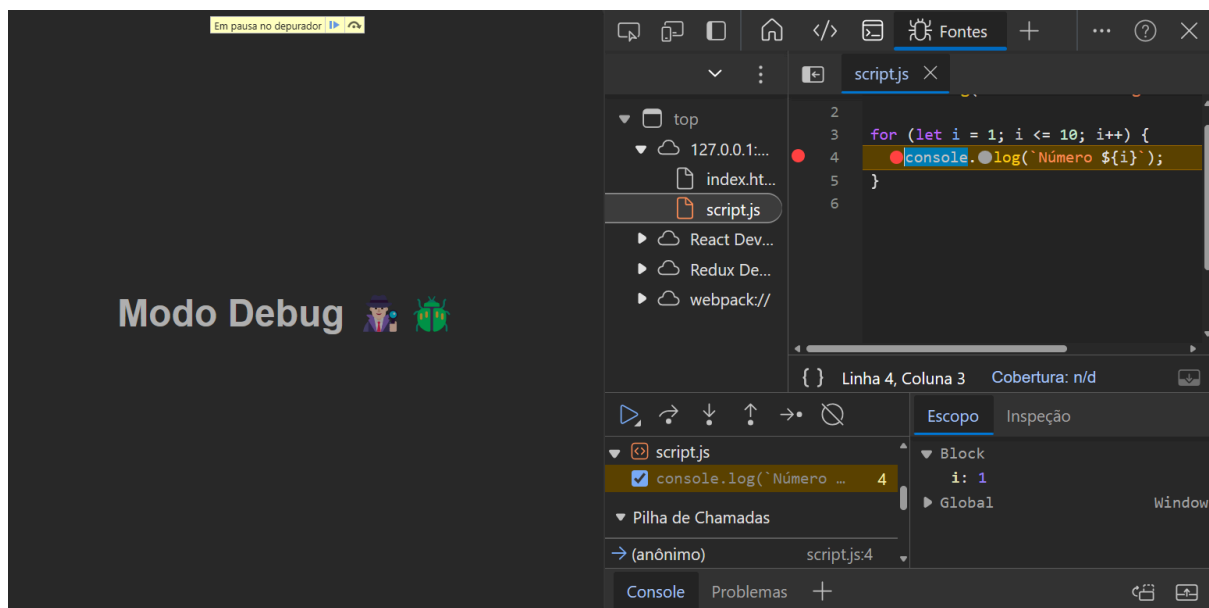 Em pausa no depurador
Modo Debug
Fontes
script.js
top
127.0.0.1:...
index.ht...
script.js
React Dev...
Redux De...
webpack://
2
3 for (let i = 1; i <= 10; i++) {
4 console.log(`Número ${i}`);
5 }
6
{ } Linha 4, Coluna 3 Cobertura: n/d
Escopo Inspeção
script.js
console.log(`Número … 4
Pilha de Chamadas
(anônimo) script.js:4
Block
i: 1
Global Window
Console Problemas